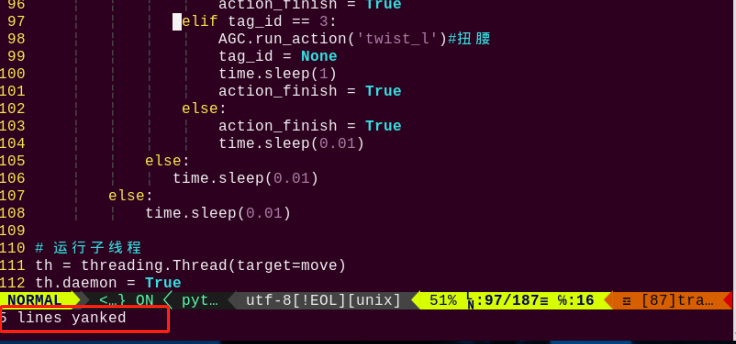 96 action_finish = True
97 elif tag_id == 3:
98 AGC.run_action('twist_l')#扭腰
99 tag_id = None
100 time.sleep(1)
101 action_finish = True
102 else:
103 action_finish = True
104 time.sleep(0.01)
105 else:
106 time.sleep(0.01)
107 else:
108 time.sleep(0.01)
109
110 # 运行子线程
111 th = threading.Thread(target=move)
112 th.daemon = True
NORMAL <…} ON pyt… utf-8[!EOL][unix] 51% :97/187≡ ℅:16 [87]tra…
5 lines yanked